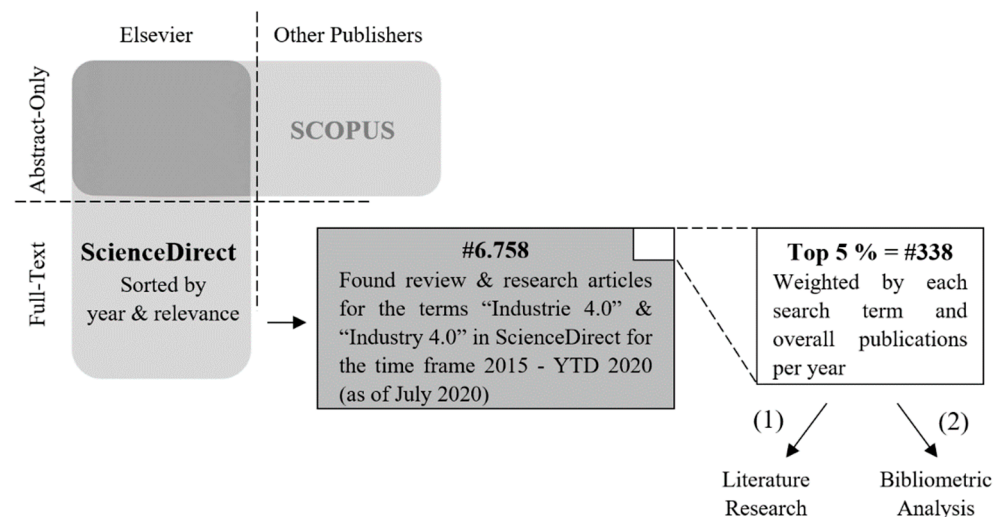 Elsevier
Other Publishers
Abstract-Only
SCOPUS
Full-Text
ScienceDirect
Sorted by
year & relevance
#6.758
Found review & research articles
for the terms “Industrie 4.0” &
“Industry 4.0” in ScienceDirect for
the time frame 2015 - YTD 2020
(as of July 2020)
Top 5 % = #338
Weighted by each
search term and
overall publications
per year
(1)
(2)
Literature
Research
Bibliometric
Analysis